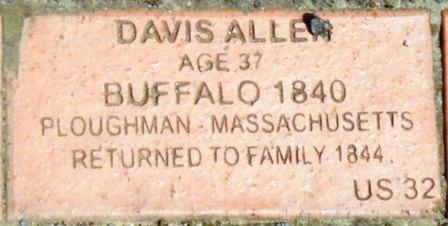 DAVIS ALLEN
AGE 37
BUFFALO 1840
PLOUGHMAN - MASSACHUSETTS
RETURNED TO FAMILY 1844.
US 32